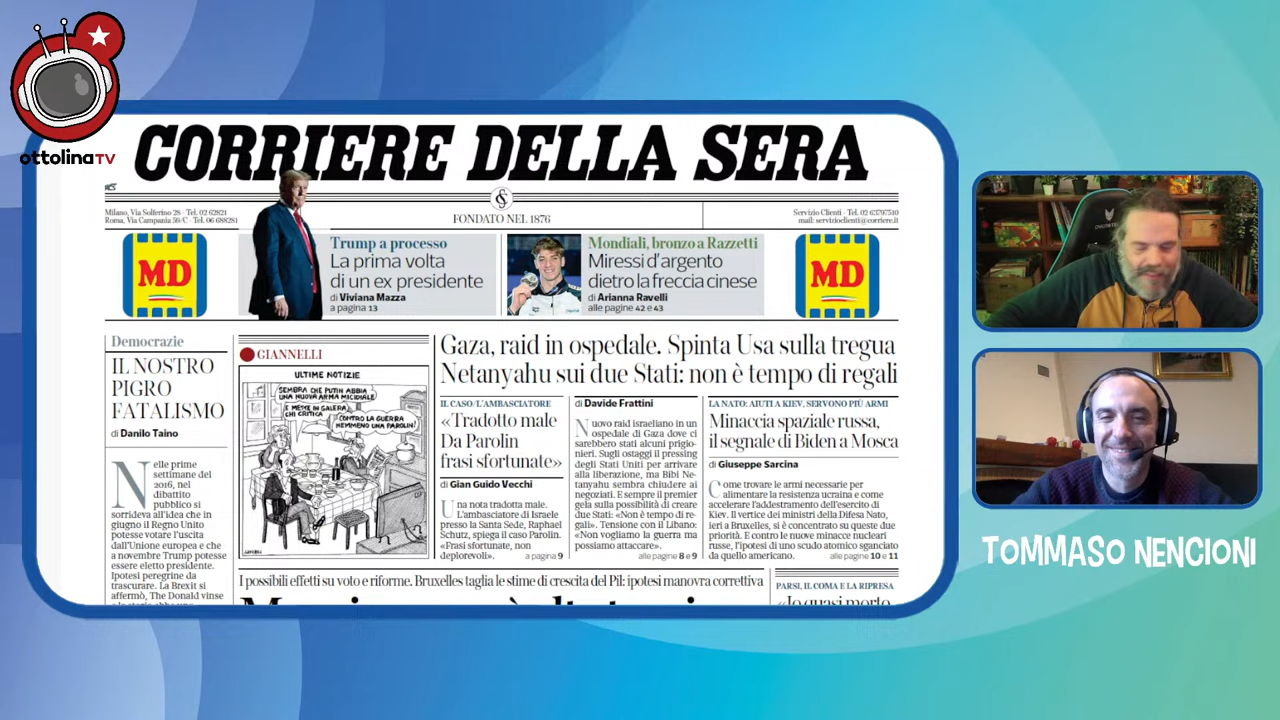 ottolinaTV
CORRIERE DELLA SERA
Milano, Via Solferino 28 - Tel. 02 62821
Roma, Via Campania 59/C - Tel. 06 688281
FONDATO NEL 1876
Servizio Clienti - Tel. 02 63797510
mail: servizioclienti@corriere.it
MD
Trump a processo
La prima volta
di un ex presidente
di Viviana Mazza
a pagina 13
Mondiali, bronzo a Razzetti
Miressi d'argento
dietro la freccia cinese
di Arianna Ravelli
alle pagine 42 e 43
MD
Democrazie
IL NOSTRO
PIGRO
FATALISMO
di Danilo Taino
Nelle prime
settimane del
2016, nel
dibattito
pubblico si
sorrideva all'idea che in
giugno il Regno Unito
potesse votare l'uscita
dall'Unione europea e che
a novembre Trump potesse
essere eletto presidente.
Ipotesi peregrina da
trascurare. La Brexit si
affermò, The Donald vinse
GIANNELLI
ULTIME NOTIZIE
SEMBRA CHE PUTIN ABBIA
UNA NUOVA ARMA MICIDIALE
E METTE IN GALERA
CHI CRITICA
CONTRO LA GUERRA
NEMMENO UNA PAROLIN!
Gaza, raid in ospedale. Spinta Usa sulla tregua
Netanyahu sui due Stati: non è tempo di regali
IL CASO/L'AMBASCIATORE
«Tradotto male
Da Parolin
frasi sfortunate»
di Gian Guido Vecchi
Una nota tradotta male.
L'ambasciatore di Israele
presso la Santa Sede, Raphael
Schutz, spiega il caso Parolin.
«Frasi sfortunate, non
deplorevoli».
a pagina 9
di Davide Frattini
Nuovo raid israeliano in un
ospedale di Gaza dove ci
sarebbero stati alcuni prigio-
nieri. Sugli ostaggi il pressing
degli Stati Uniti per arrivare
alla liberazione, ma Bibi Ne-
tanyahu sembra chiudere ai
negoziati. E sempre il premier
gela sulla possibilità di creare
due Stati: «Non è tempo di re-
gali». Tensione con il Libano:
«Non vogliamo la guerra ma
possiamo attaccare».
alle pagine 8 e 9
LA NATO: AIUTI A KIEV, SERVONO PIÙ ARMI
Minaccia spaziale russa,
il segnale di Biden a Mosca
di Giuseppe Sarcina
Come trovare le armi necessarie per
alimentare la resistenza ucraina e come
accelerare l'addestramento dell'esercito di
Kiev. Il vertice dei ministri della Difesa Nato,
ieri a Bruxelles, si è concentrato su queste due
priorità. E contro le nuove minacce nucleari
russe, l'ipotesi di uno scudo atomico sganciato
da quello americano.
alle pagine 10 e 11
I possibili effetti su voto e riforme. Bruxelles taglia le stime di crescita del Pil: ipotesi manovra correttiva
PARSI, IL COMA E LA RIPRESA
«Io quasi morto
TOMMASO NENCIONI